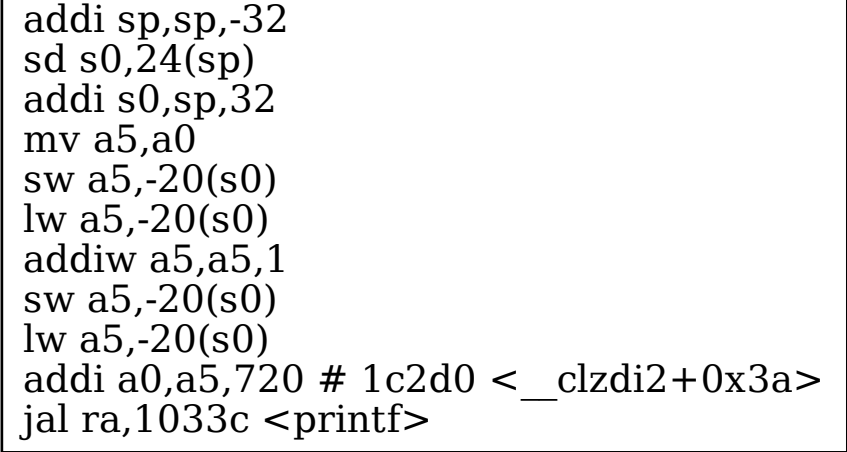 addi sp,sp,-32
sd s0,24(sp)
addi s0,sp,32
mv a5,a0
sw a5,-20(s0)
lw a5,-20(s0)
addiw a5,a5,1
sw a5,-20(s0)
lw a5,-20(s0)
addi a0,a5,720 # 1c2d0 <__clzdi2+0x3a>
jal ra,1033c <printf>